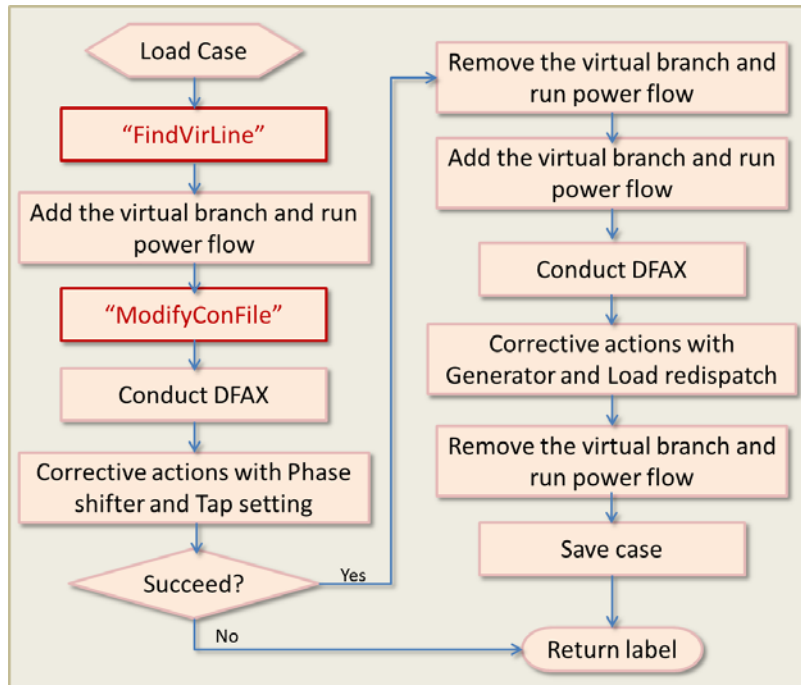 Load Case
“FindVirLine”
Add the virtual branch and run
power flow
“ModifyConFile”
Conduct DFAX
Corrective actions with Phase
shifter and Tap setting
Succeed?
Yes
No
Remove the virtual branch and
run power flow
Add the virtual branch and run
power flow
Conduct DFAX
Corrective actions with
Generator and Load redispatch
Remove the virtual branch and
run power flow
Save case
Return label